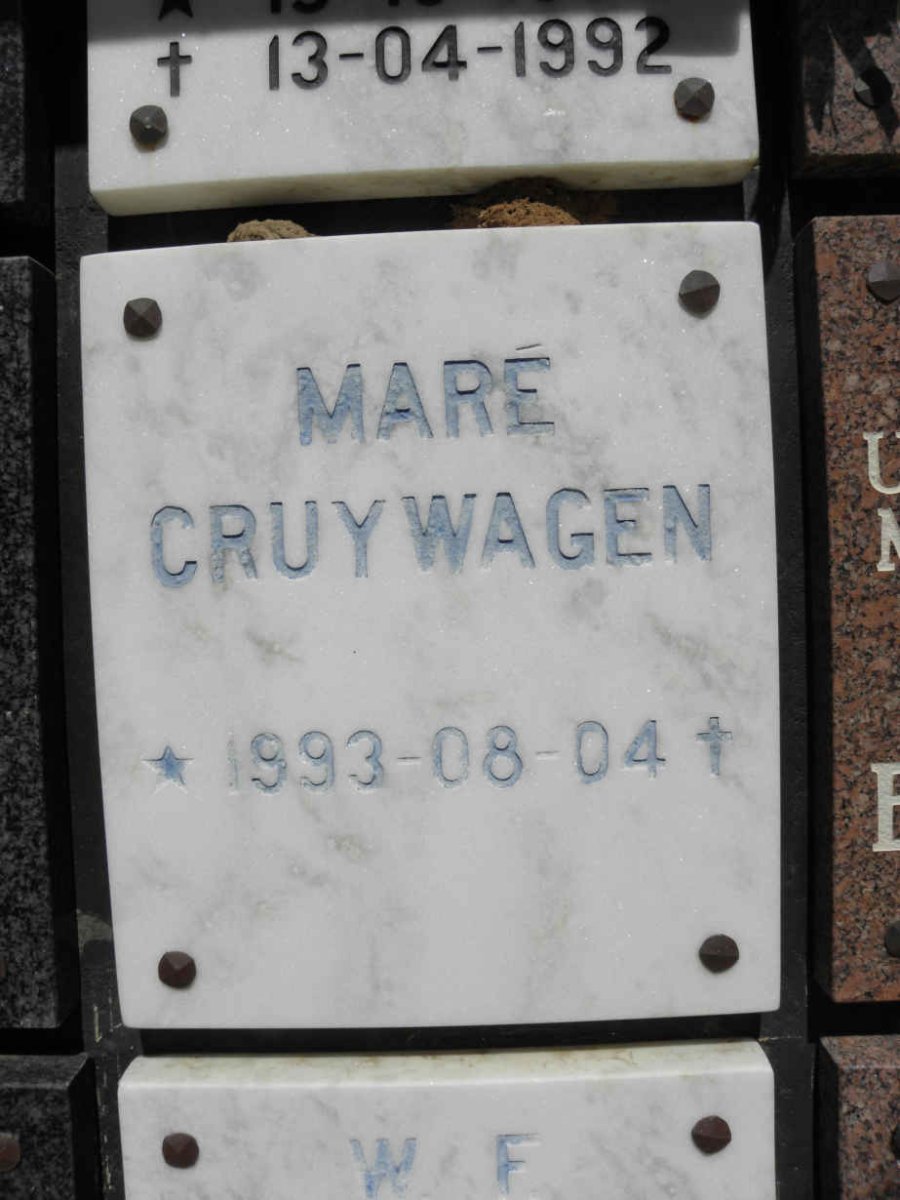 † 13-04-1992
MARÉ
CRUYWAGEN
★ 1993-08-04 †
W F